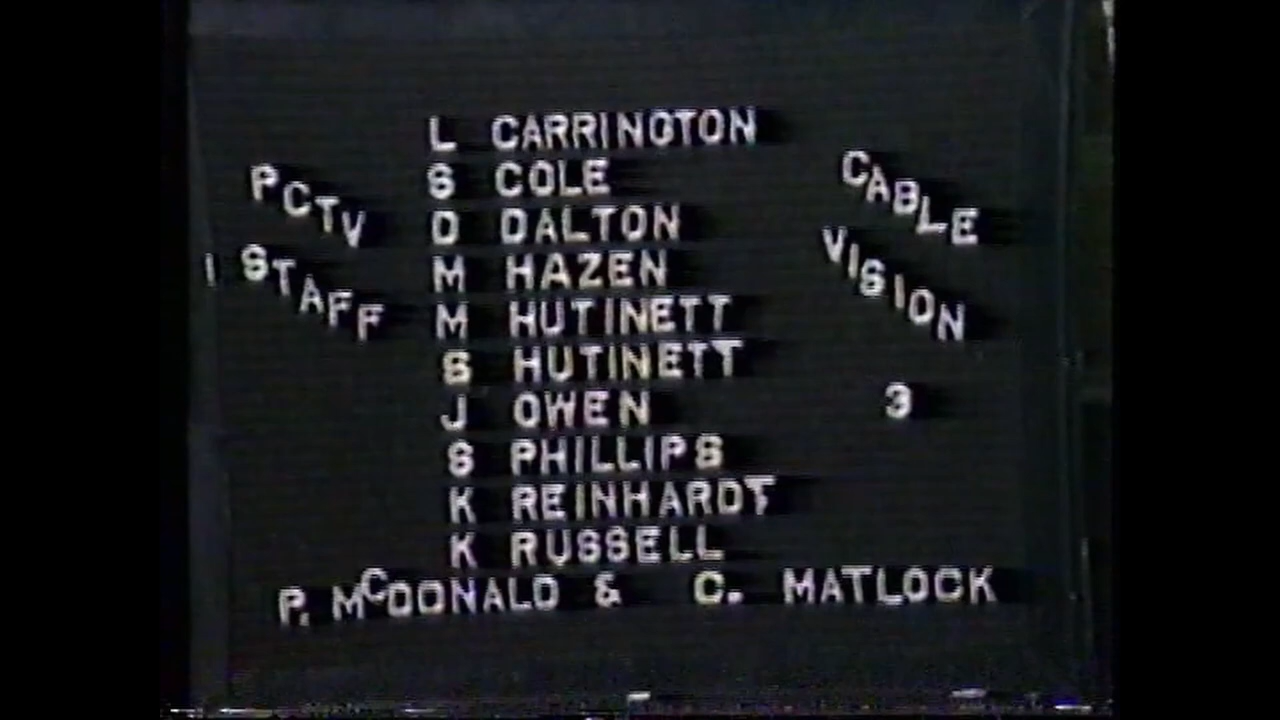 L CARRINGTON
S COLE
D DALTON
M HAZEN
M HUTINETT
S HUTINETT
J OWEN
S PHILLIPS
K REINHARDT
K RUSSELL
P. McDONALD & C. MATLOCK
PCTV
STAFF
CABLE
VISION
3